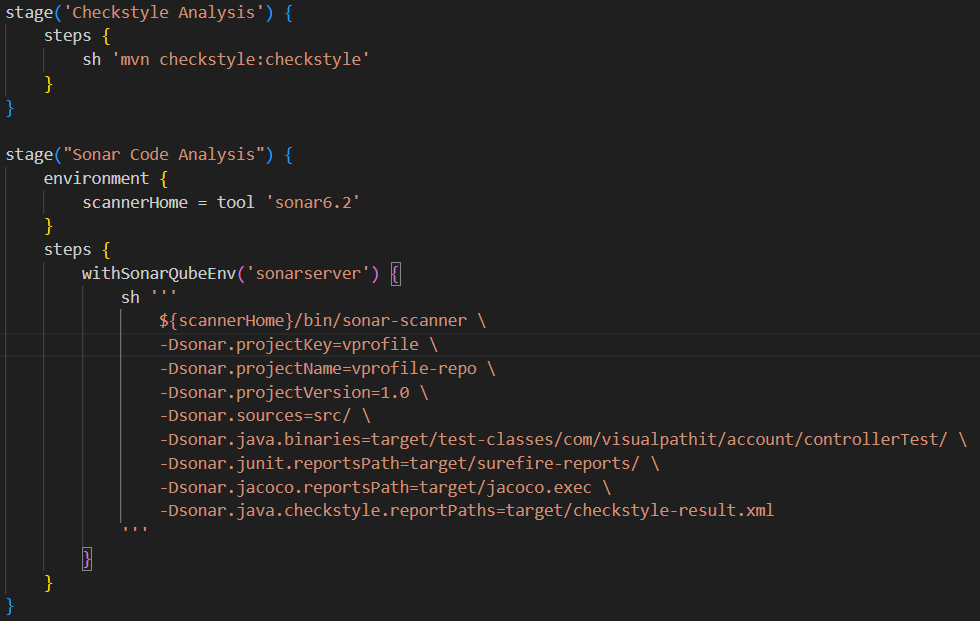 stage('Checkstyle Analysis') {
    steps {
        sh 'mvn checkstyle:checkstyle'
    }
}

stage("Sonar Code Analysis") {
    environment {
        scannerHome = tool 'sonar6.2'
    }
    steps {
        withSonarQubeEnv('sonarserver') {
            sh '''
                ${scannerHome}/bin/sonar-scanner \
                -Dsonar.projectKey=vprofile \
                -Dsonar.projectName=vprofile-repo \
                -Dsonar.projectVersion=1.0 \
                -Dsonar.sources=src/ \
                -Dsonar.java.binaries=target/test-classes/com/visualpathit/account/controllerTest/ \
                -Dsonar.junit.reportsPath=target/surefire-reports/ \
                -Dsonar.jacoco.reportsPath=target/jacoco.exec \
                -Dsonar.java.checkstyle.reportPaths=target/checkstyle-result.xml
            '''
        }
    }
}